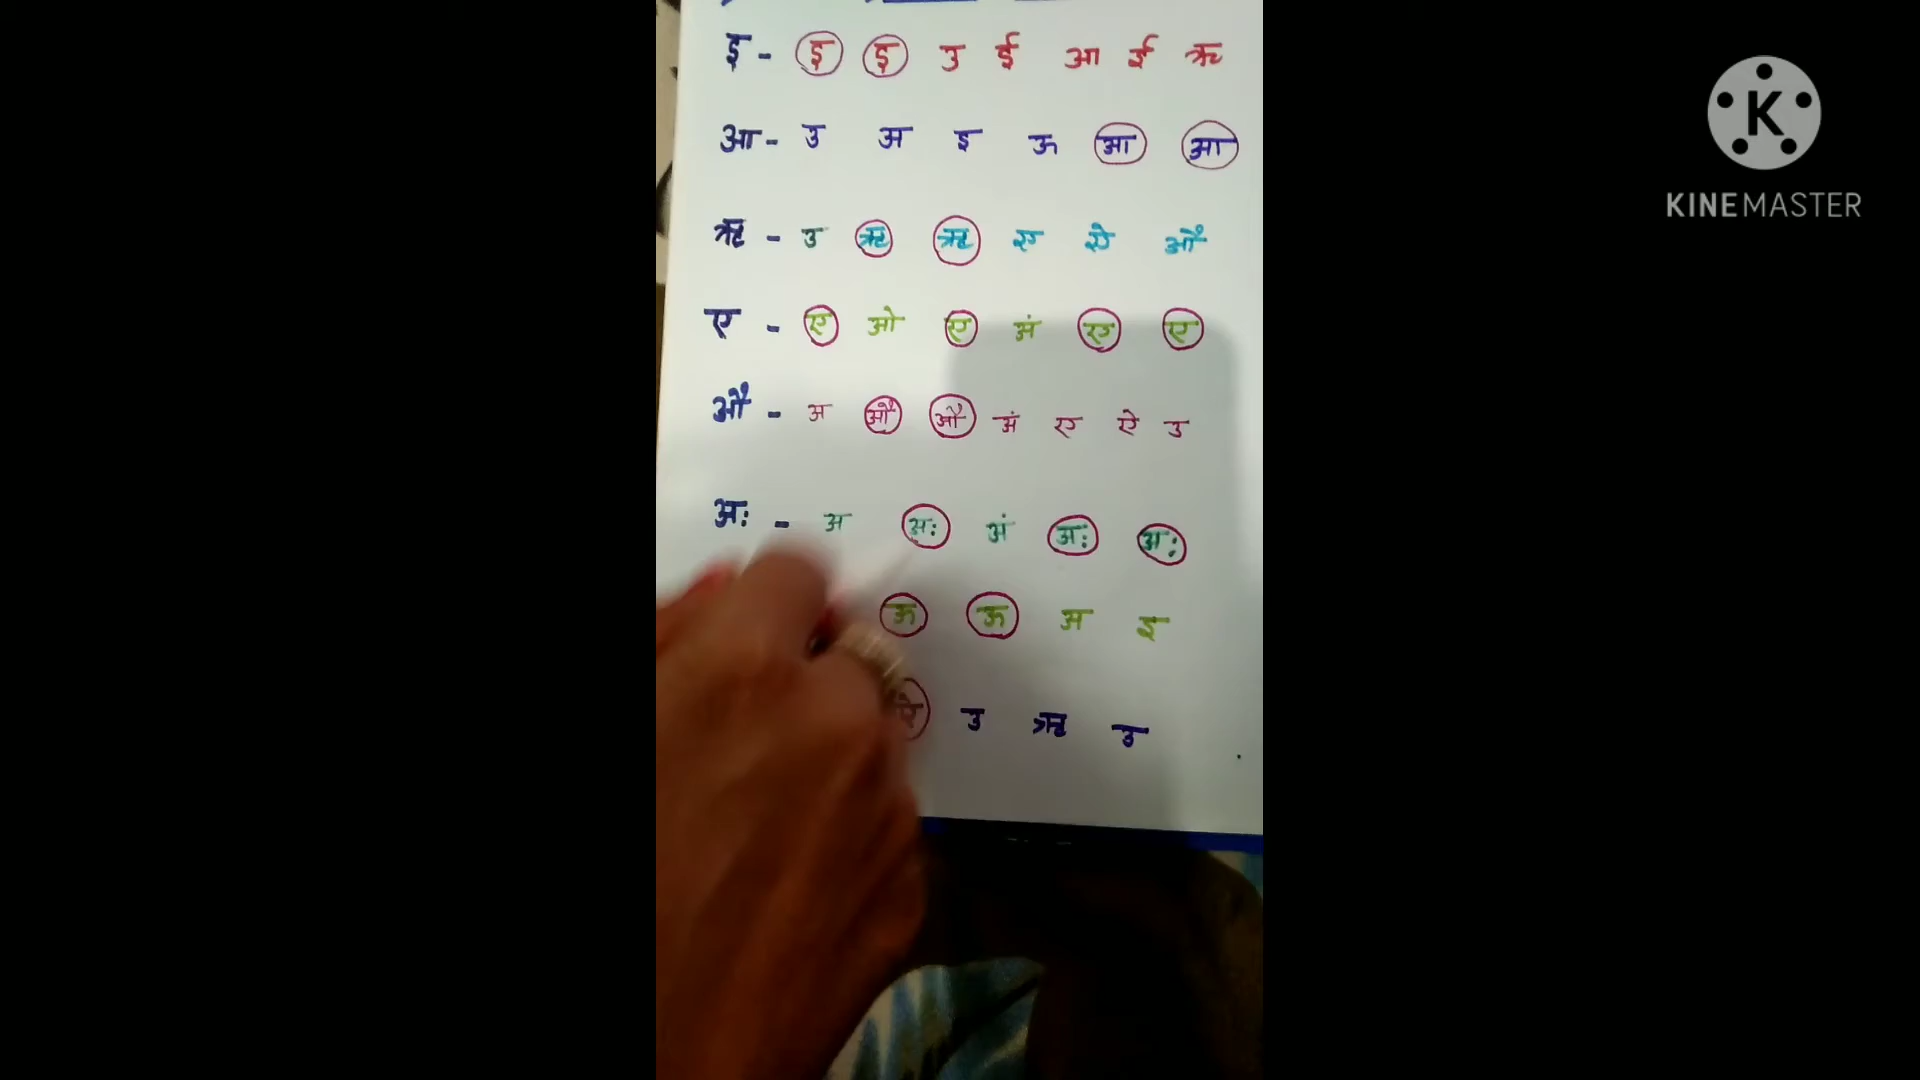 इ - इ इ उ ई आ ई ऋ
आ - उ अ इ ऊ आ आ
ऋ - उ ऋ ऋ ए ऐ औ
ए - ए ओ ए अं ए ए
औ - अ औ औ अं ए ऐ उ
अः - अ अः अं अः अः
ऊ ऊ अ इ
ऐ उ ऋ उ
K
KINEMASTER